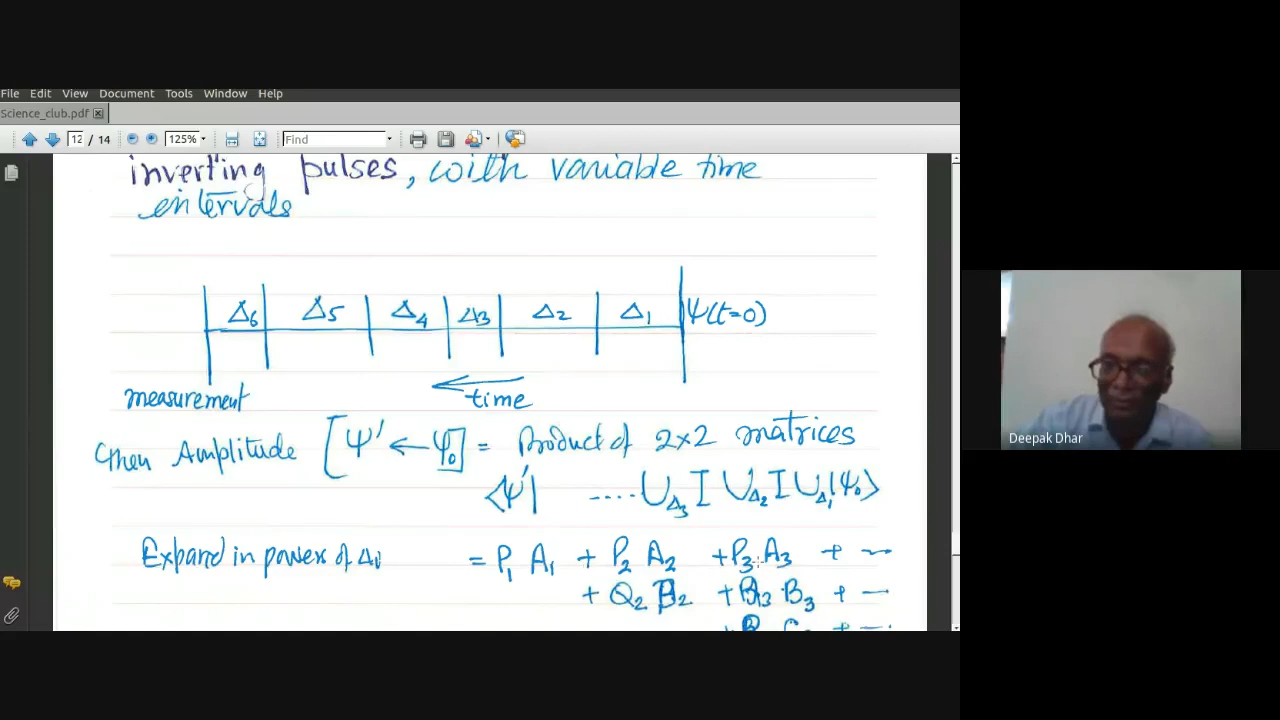 File Edit View Document Tools Window Help
Science_club.pdf
12 / 14 125% Find
inverting pulses, with variable time
intervals
Δ6 Δ5 Δ4 Δ3 Δ2 Δ1 Ψ(t=0)
measurement ← time
then Amplitude [Ψ' ← Ψ0] = Product of 2×2 matrices
⟨Ψ'| .... UΔ3 I UΔ2 I UΔ1 |Ψ0⟩
Expand in power of Δi = P1 A1 + P2 A2 + P3 A3 + --
+ Q2 B2 + B3 + --
Deepak Dhar